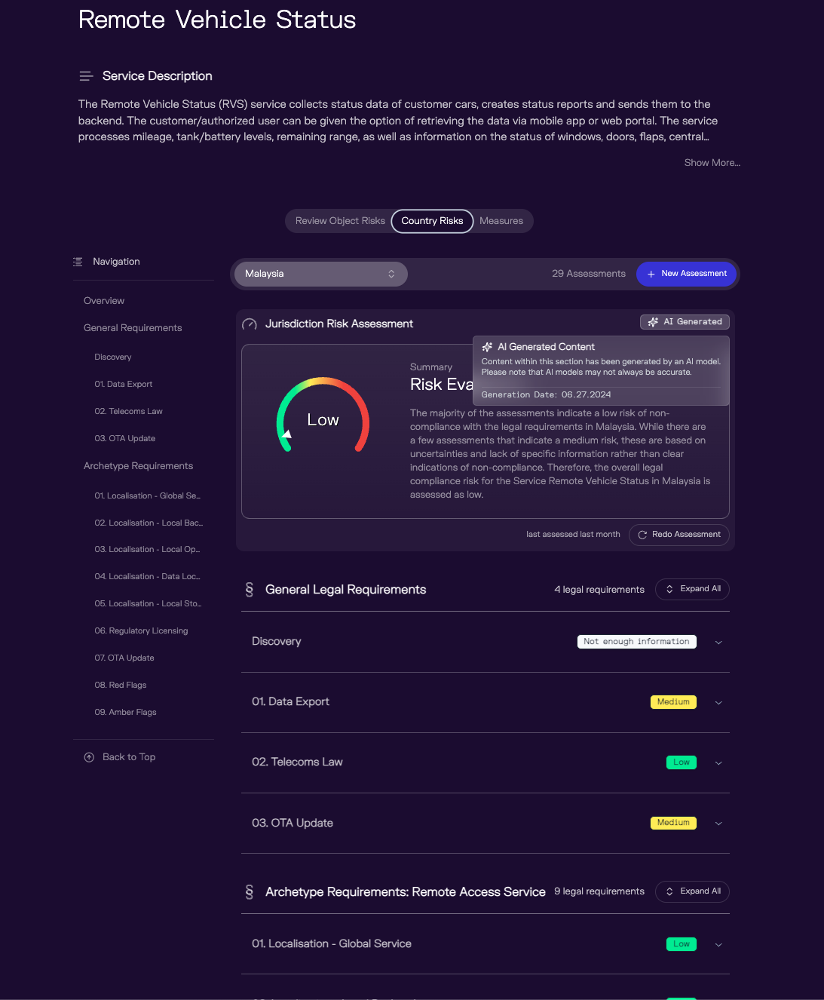 Remote Vehicle Status
Service Description
The Remote Vehicle Status (RVS) service collects status data of customer cars, creates status reports and sends them to the
backend. The customer/authorized user can be given the option of retrieving the data via mobile app or web portal. The service
processes mileage, tank/battery levels, remaining range, as well as information on the status of windows, doors, flaps, central…
Show More...
Review Object Risks
Country Risks
Measures
Navigation
Overview
General Requirements
Discovery
01. Data Export
02. Telecoms Law
03. OTA Update
Archetype Requirements
01. Localisation - Global Se...
02. Localisation - Local Bac...
03. Localisation - Local Op...
04. Localisation - Data Loc...
05. Localisation - Local Sto...
06. Regulatory Licensing
07. OTA Update
08. Red Flags
09. Amber Flags
Back to Top
Malaysia
29 Assessments
+ New Assessment
Jurisdiction Risk Assessment
AI Generated
AI Generated Content
Content within this section has been generated by an AI model.
Please note that AI models may not always be accurate.
Generation Date: 06.27.2024
Low
Summary
Risk Eva
The majority of the assessments indicate a low risk of non-
compliance with the legal requirements in Malaysia. While there are
a few assessments that indicate a medium risk, these are based on
uncertainties and lack of specific information rather than clear
indications of non-compliance. Therefore, the overall legal
compliance risk for the Service Remote Vehicle Status in Malaysia is
assessed as low.
last assessed last month
Redo Assessment
§ General Legal Requirements
4 legal requirements
Expand All
Discovery
Not enough information
01. Data Export
Medium
02. Telecoms Law
Low
03. OTA Update
Medium
§ Archetype Requirements: Remote Access Service
9 legal requirements
Expand All
01. Localisation - Global Service
Low